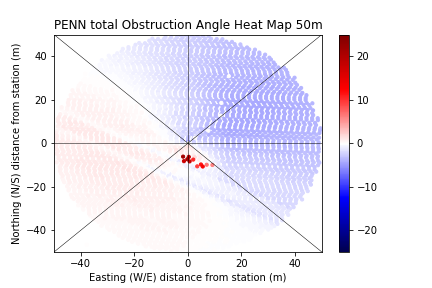 PENN total Obstruction Angle Heat Map 50m
Northing (N/S) distance from station (m)
40
20
0
−20
−40
−40 −20 0 20 40
Easting (W/E) distance from station (m)
20
10
0
−10
−20